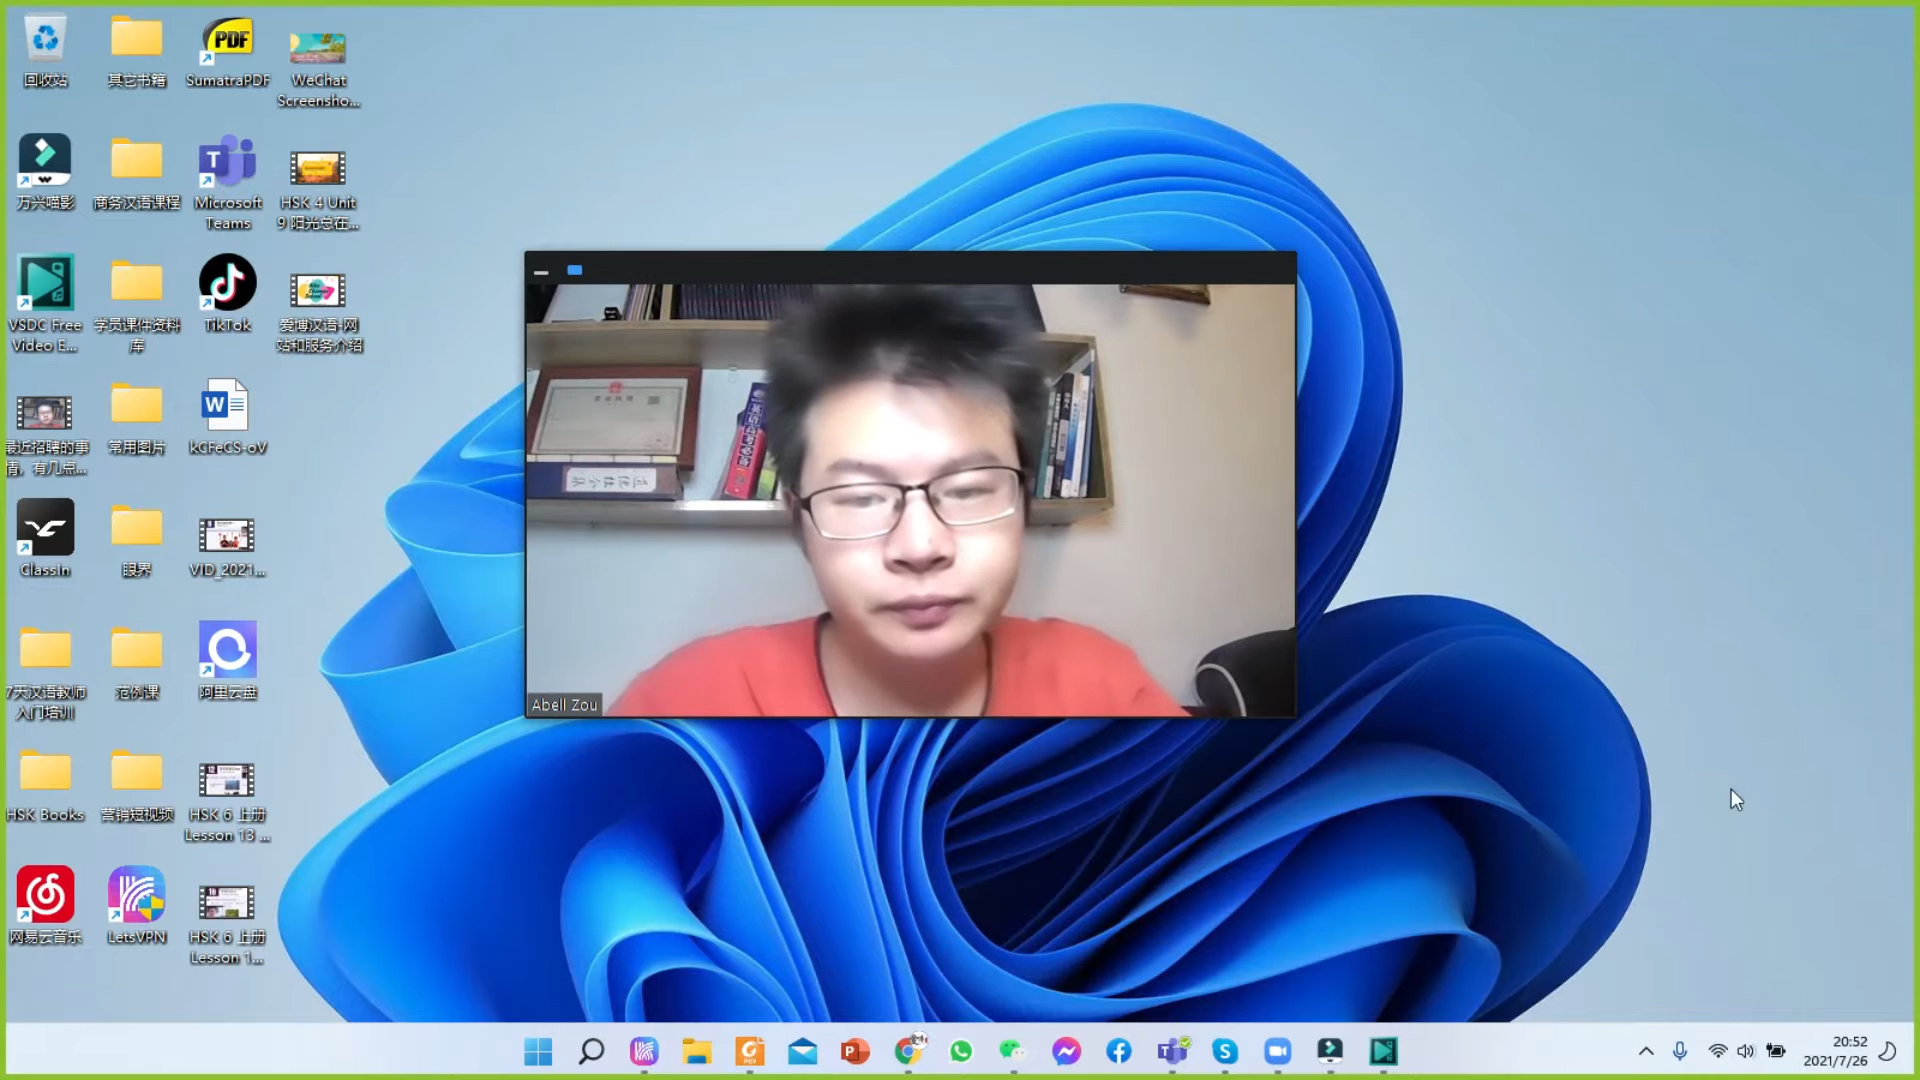 回收站
其它书籍
SumatraPDF
WeChat
Screensho...
万兴喵影
商务汉语课程
Microsoft
Teams
HSK 4 Unit
9 阳光总在...
VSDC Free
Video E...
学员课件资料
库
TikTok
爱博汉语-网
站和服务介绍
最近招聘的事
情，有几点...
常用图片
kCFeCS-oV
ClassIn
眼界
VID_2021...
7天汉语教师
入门培训
范例课
阿里云盘
HSK Books
营销短视频
HSK 6 上册
Lesson 13 ...
网易云音乐
LetsVPN
HSK 6 上册
Lesson 1...
PDF
Abell Zou
20:52
2021/7/26